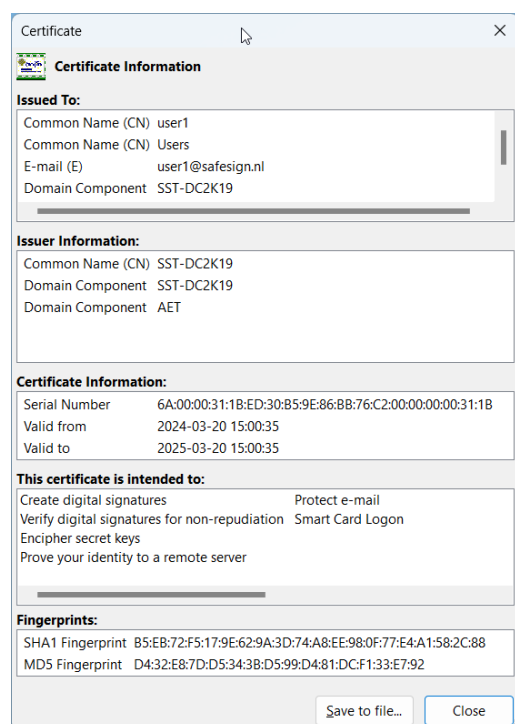 Certificate
Certificate Information
Issued To:
Common Name (CN) user1
Common Name (CN) Users
E-mail (E) user1@safesign.nl
Domain Component SST-DC2K19
Issuer Information:
Common Name (CN) SST-DC2K19
Domain Component SST-DC2K19
Domain Component AET
Certificate Information:
Serial Number 6A:00:00:31:1B:ED:30:B5:9E:86:BB:76:C2:00:00:00:00:31:1B
Valid from 2024-03-20 15:00:35
Valid to 2025-03-20 15:00:35
This certificate is intended to:
Create digital signatures Protect e-mail
Verify digital signatures for non-repudiation Smart Card Logon
Encipher secret keys
Prove your identity to a remote server
Fingerprints:
SHA1 Fingerprint B5:EB:72:F5:17:9E:62:9A:3D:74:A8:EE:98:0F:77:E4:A1:58:2C:88
MD5 Fingerprint D4:32:E8:7D:D5:34:3B:D5:99:D4:81:DC:F1:33:E7:92
Save to file... Close